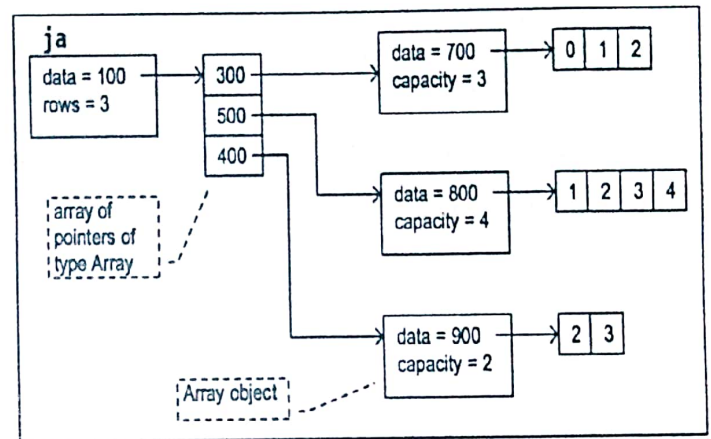 ja
data = 100
rows = 3
300
500
400
array of
pointers of
type Array
data = 700
capacity = 3
0 1 2
data = 800
capacity = 4
1 2 3 4
data = 900
capacity = 2
2 3
Array object